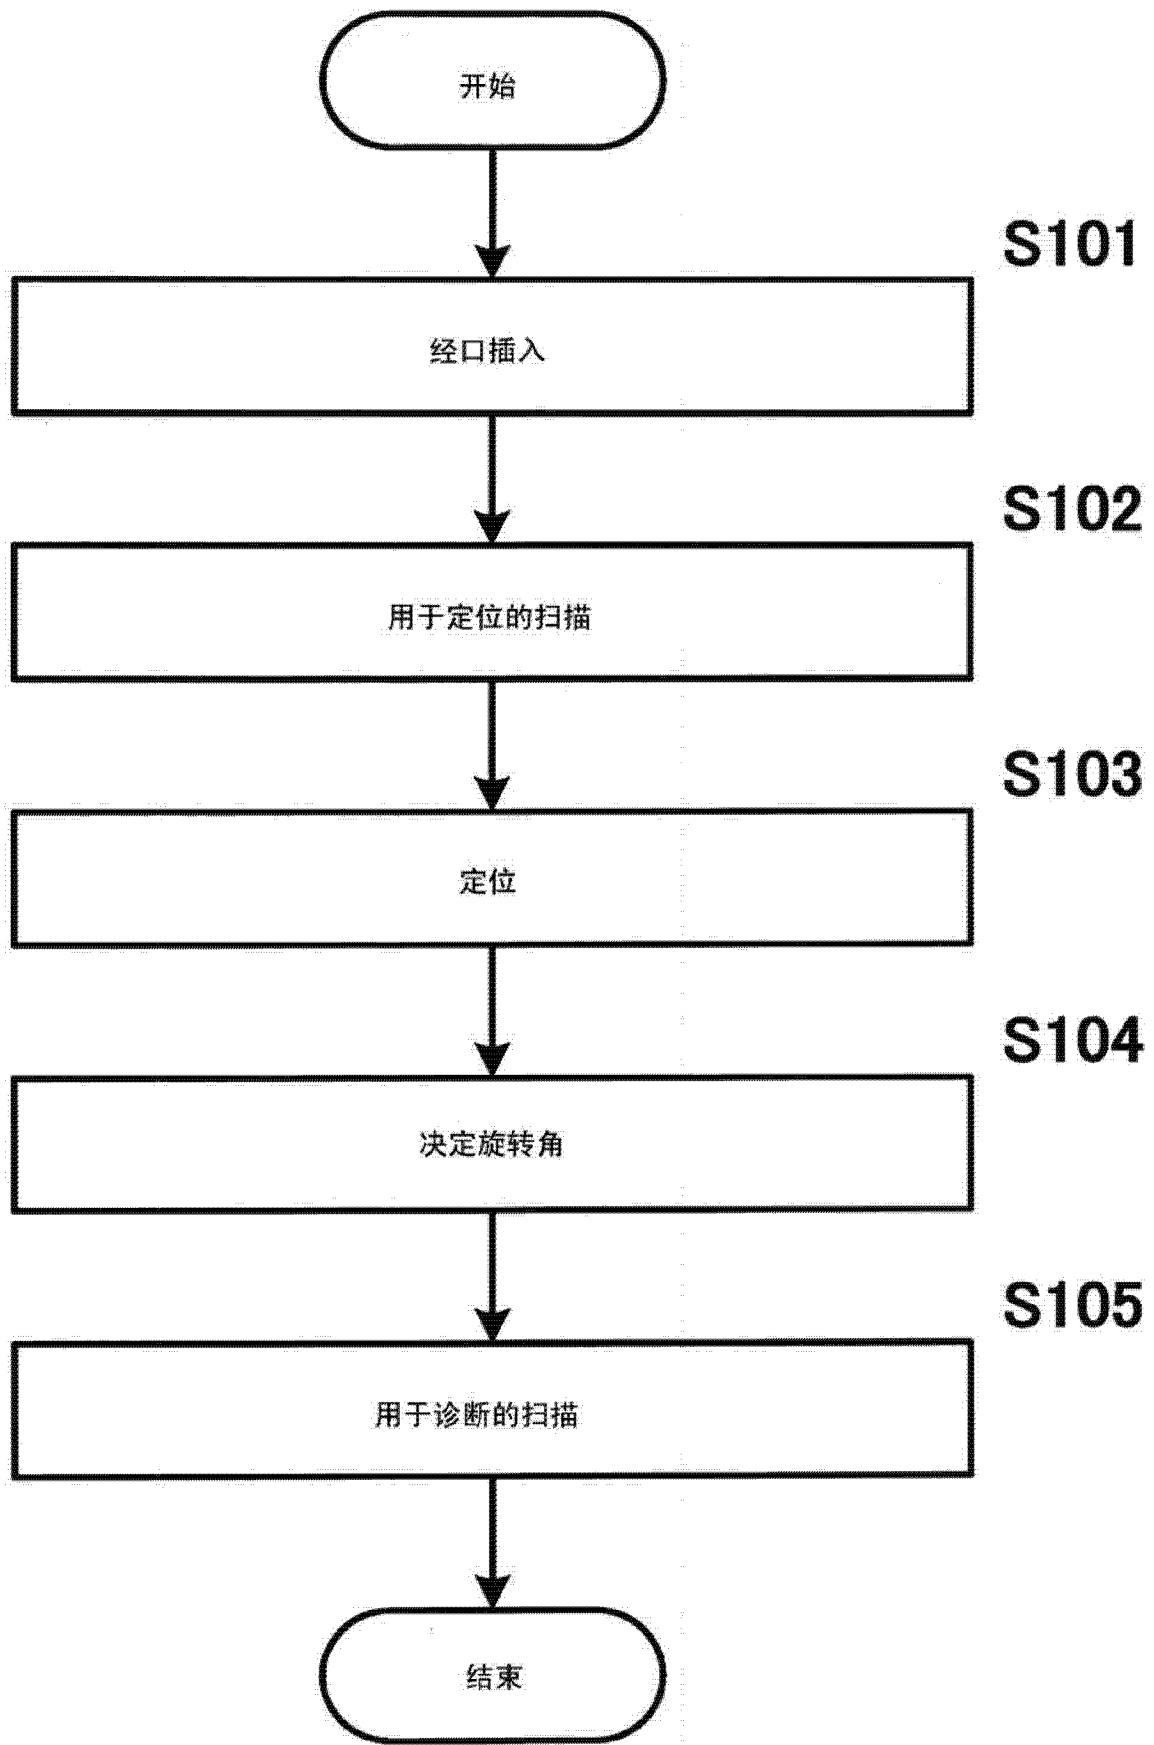 开始
S101
经口插入
S102
用于定位的扫描
S103
定位
S104
决定旋转角
S105
用于诊断的扫描
结束